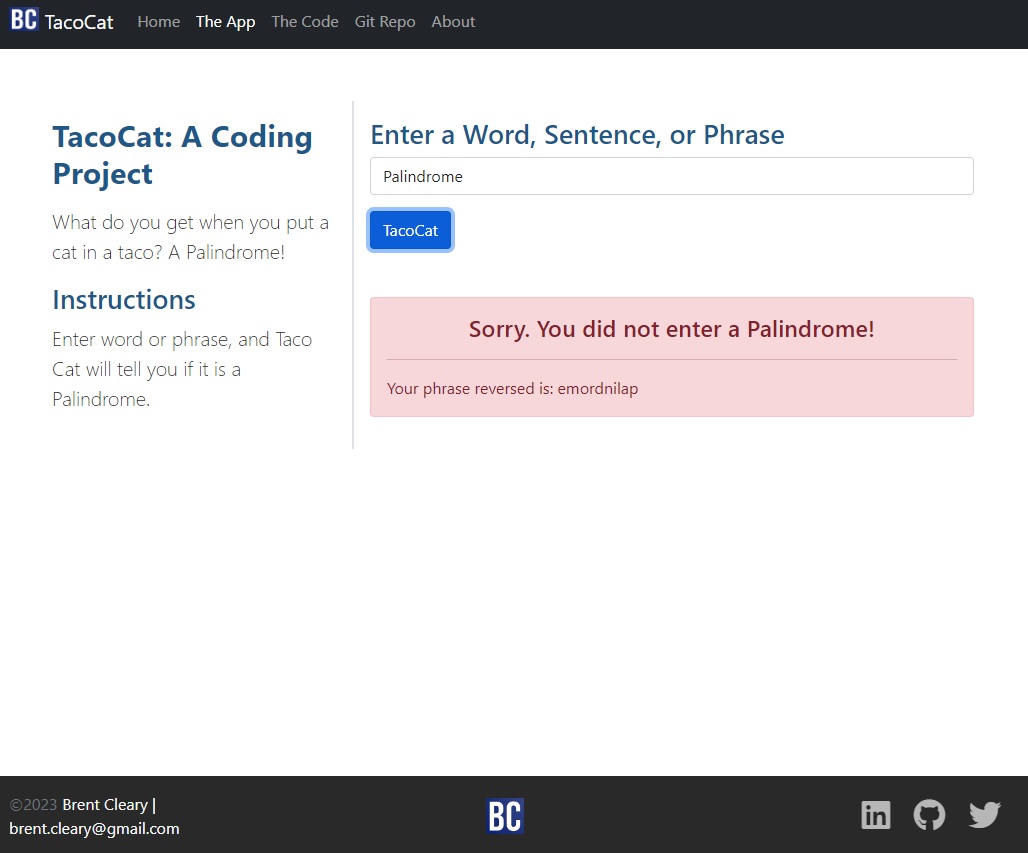 BC TacoCat Home The App The Code Git Repo About
TacoCat: A Coding
Project
What do you get when you put a
cat in a taco? A Palindrome!
Instructions
Enter word or phrase, and Taco
Cat will tell you if it is a
Palindrome.
Enter a Word, Sentence, or Phrase
Palindrome
TacoCat
Sorry. You did not enter a Palindrome!
Your phrase reversed is: emordnilap
©2023 Brent Cleary |
brent.cleary@gmail.com
BC
in